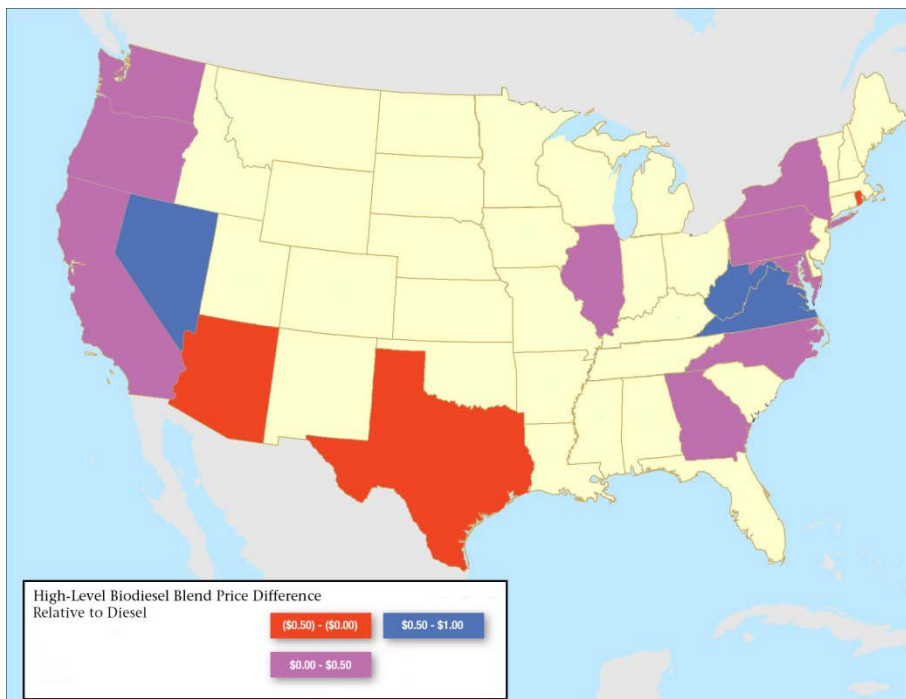 High-Level Biodiesel Blend Price Difference
Relative to Diesel
($0.50) - ($0.00)
$0.50 - $1.00
$0.00 - $0.50